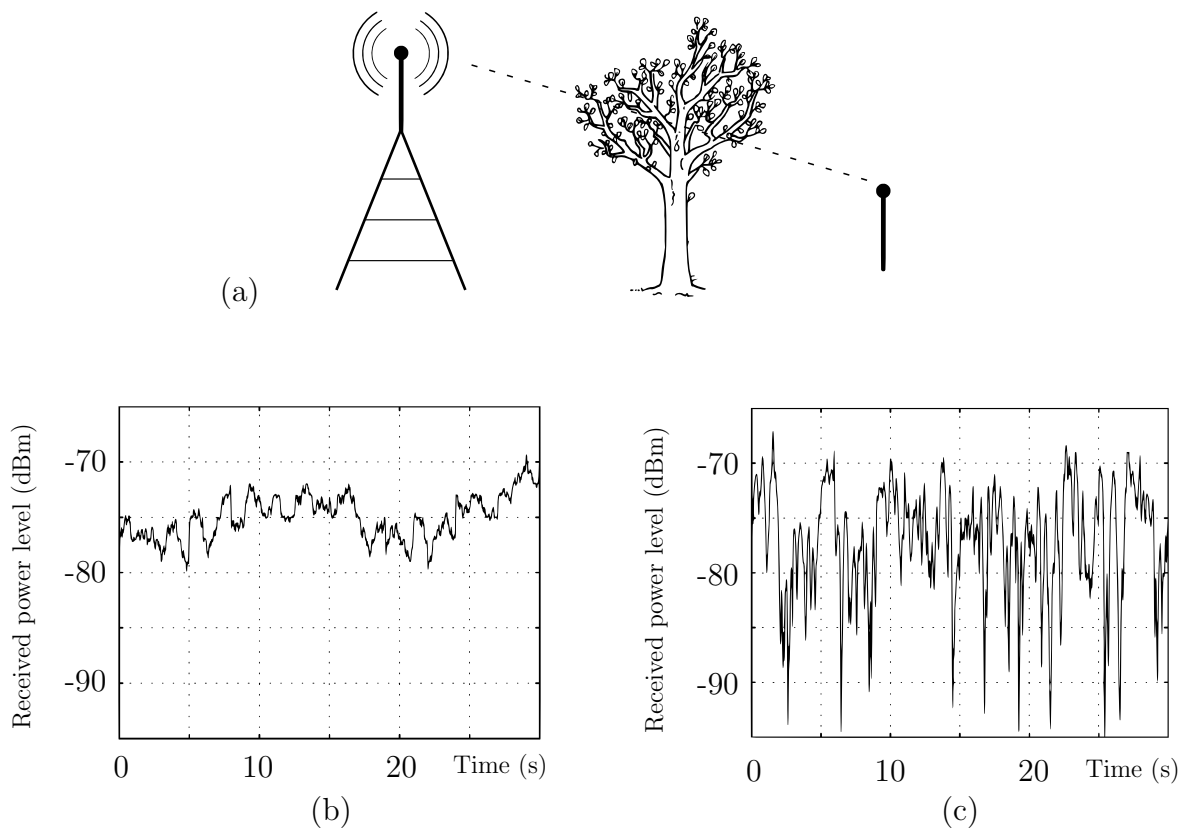 (a)
Received power level (dBm)
-70
-80
-90
0 10 20 Time (s)
(b)
Received power level (dBm)
-70
-80
-90
0 10 20 Time (s)
(c)